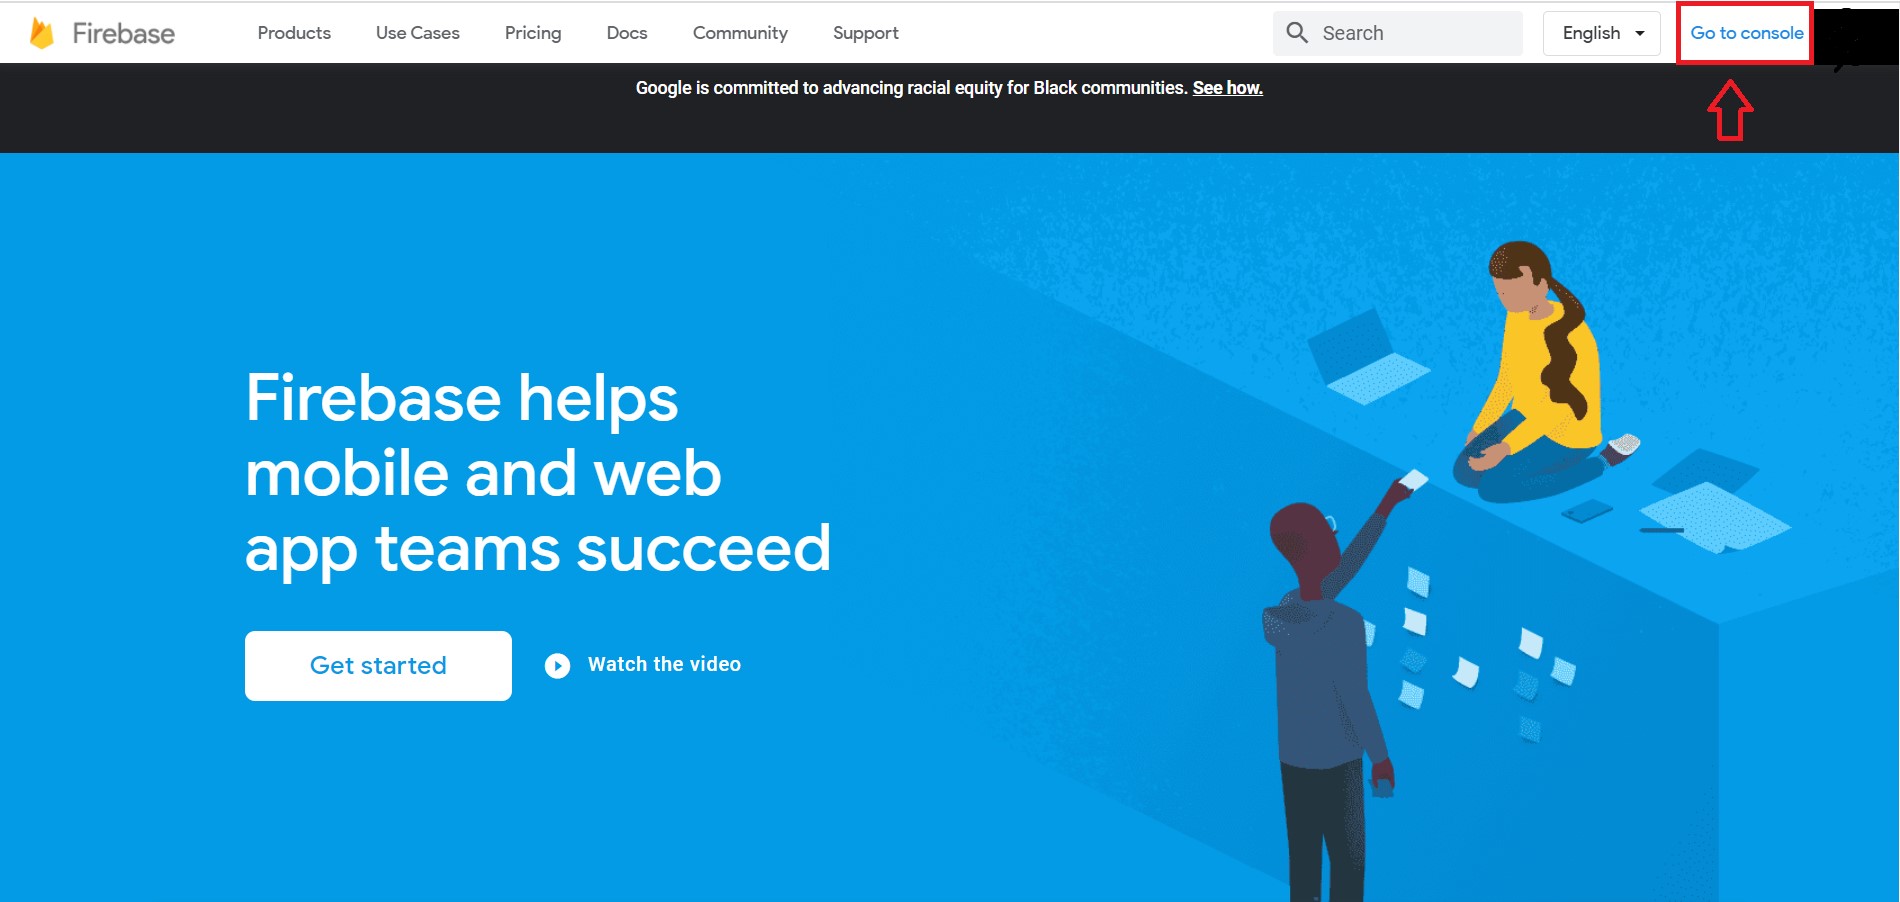 Firebase
Products
Use Cases
Pricing
Docs
Community
Support
Search
English
Go to console
Google is committed to advancing racial equity for Black communities. See how.
Firebase helps
mobile and web
app teams succeed
Get started
Watch the video